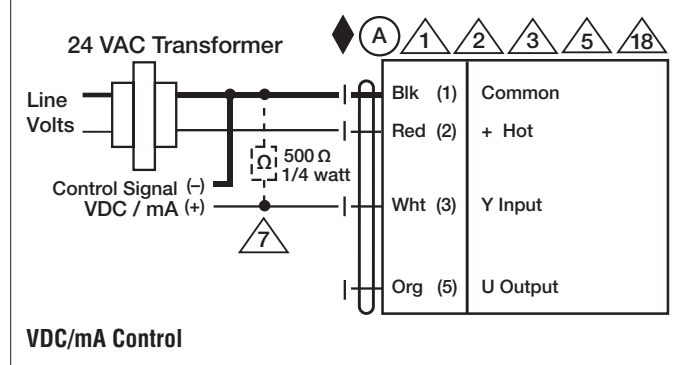 24 VAC Transformer
A 1 2 3 5 18
Line
Volts
Blk (1) Common
Red (2) + Hot
Ω 500 Ω
1/4 watt
Control Signal (–)
VDC / mA (+)
Wht (3) Y Input
7
Org (5) U Output
VDC/mA Control